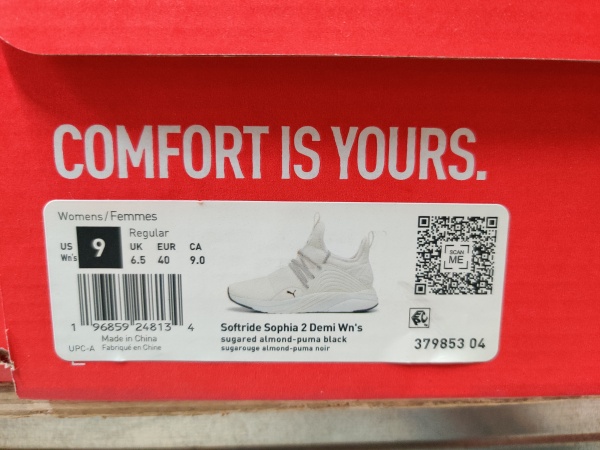 COMFORT IS YOURS.
Womens/Femmes
Regular
US Wn's 9 UK 6.5 EUR 40 CA 9.0
1 96859 24813 4
Made in China
UPC-A Fabriqué en Chine
Softride Sophia 2 Demi Wn's
sugared almond-puma black
sugarouge almond-puma noir
SCAN
ME
379853 04